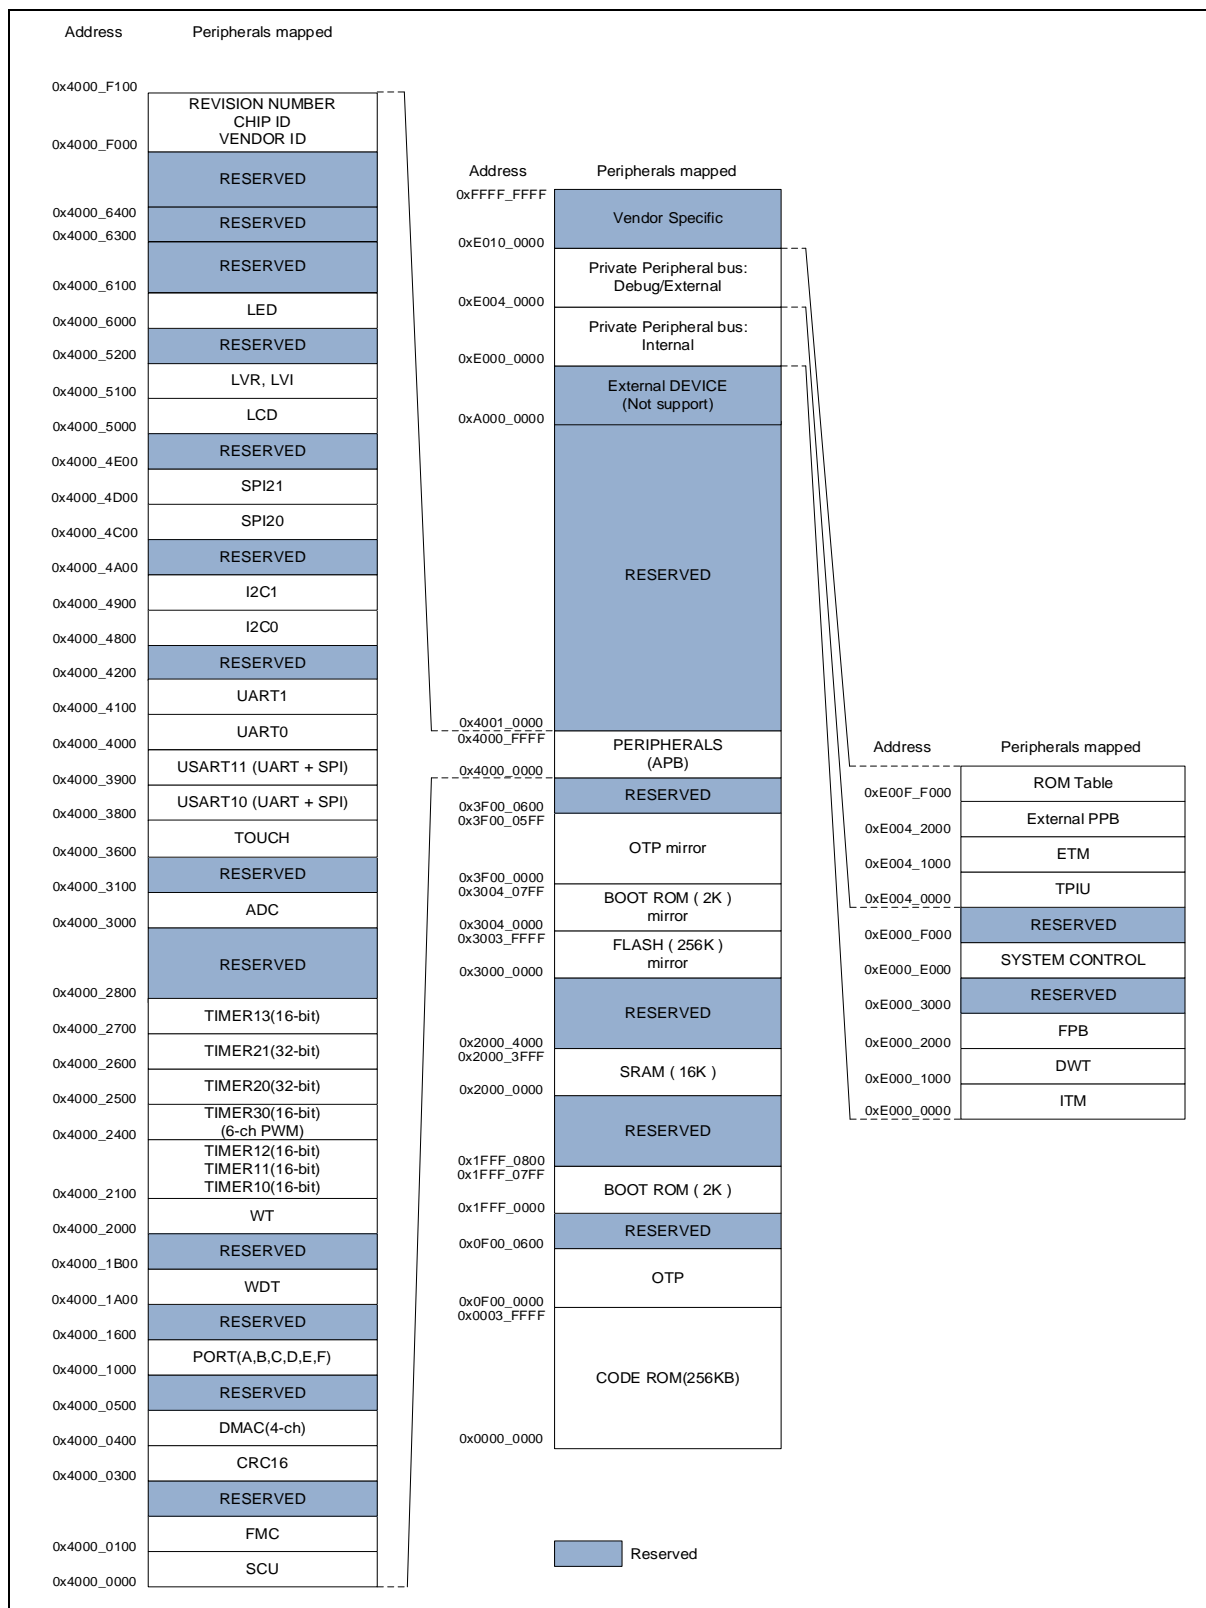 Address Peripherals mapped
0x4000_F100
REVISION NUMBER
CHIP ID
VENDOR ID
0x4000_F000
RESERVED
0x4000_6400
RESERVED
0x4000_6300
RESERVED
0x4000_6100
LED
0x4000_6000
RESERVED
0x4000_5200
LVR, LVI
0x4000_5100
LCD
0x4000_5000
RESERVED
0x4000_4E00
SPI21
0x4000_4D00
SPI20
0x4000_4C00
RESERVED
0x4000_4A00
I2C1
0x4000_4900
I2C0
0x4000_4800
RESERVED
0x4000_4200
UART1
0x4000_4100
UART0
0x4000_4000
USART11 (UART + SPI)
0x4000_3900
USART10 (UART + SPI)
0x4000_3800
TOUCH
0x4000_3600
RESERVED
0x4000_3100
ADC
0x4000_3000
RESERVED
0x4000_2800
TIMER13(16-bit)
0x4000_2700
TIMER21(32-bit)
0x4000_2600
TIMER20(32-bit)
0x4000_2500
TIMER30(16-bit)
(6-ch PWM)
0x4000_2400
TIMER12(16-bit)
TIMER11(16-bit)
TIMER10(16-bit)
0x4000_2100
WT
0x4000_2000
RESERVED
0x4000_1B00
WDT
0x4000_1A00
RESERVED
0x4000_1600
PORT(A,B,C,D,E,F)
0x4000_1000
RESERVED
0x4000_0500
DMAC(4-ch)
0x4000_0400
CRC16
0x4000_0300
RESERVED
FMC
0x4000_0100
SCU
0x4000_0000
Address Peripherals mapped
0xFFFF_FFFF
Vendor Specific
0xE010_0000
Private Peripheral bus:
Debug/External
0xE004_0000
Private Peripheral bus:
Internal
0xE000_0000
External DEVICE
(Not support)
0xA000_0000
RESERVED
0x4001_0000
0x4000_FFFF
PERIPHERALS
(APB)
0x4000_0000
RESERVED
0x3F00_0600
0x3F00_05FF
OTP mirror
0x3F00_0000
0x3004_07FF
BOOT ROM ( 2K )
mirror
0x3004_0000
0x3003_FFFF
FLASH ( 256K )
mirror
0x3000_0000
RESERVED
0x2000_4000
0x2000_3FFF
SRAM ( 16K )
0x2000_0000
RESERVED
0x1FFF_0800
0x1FFF_07FF
BOOT ROM ( 2K )
0x1FFF_0000
RESERVED
0x0F00_0600
OTP
0x0F00_0000
0x0003_FFFF
CODE ROM(256KB)
0x0000_0000
Reserved
Address Peripherals mapped
ROM Table
0xE00F_F000
External PPB
0xE004_2000
ETM
0xE004_1000
TPIU
0xE004_0000
RESERVED
0xE000_F000
SYSTEM CONTROL
0xE000_E000
RESERVED
0xE000_3000
FPB
0xE000_2000
DWT
0xE000_1000
ITM
0xE000_0000